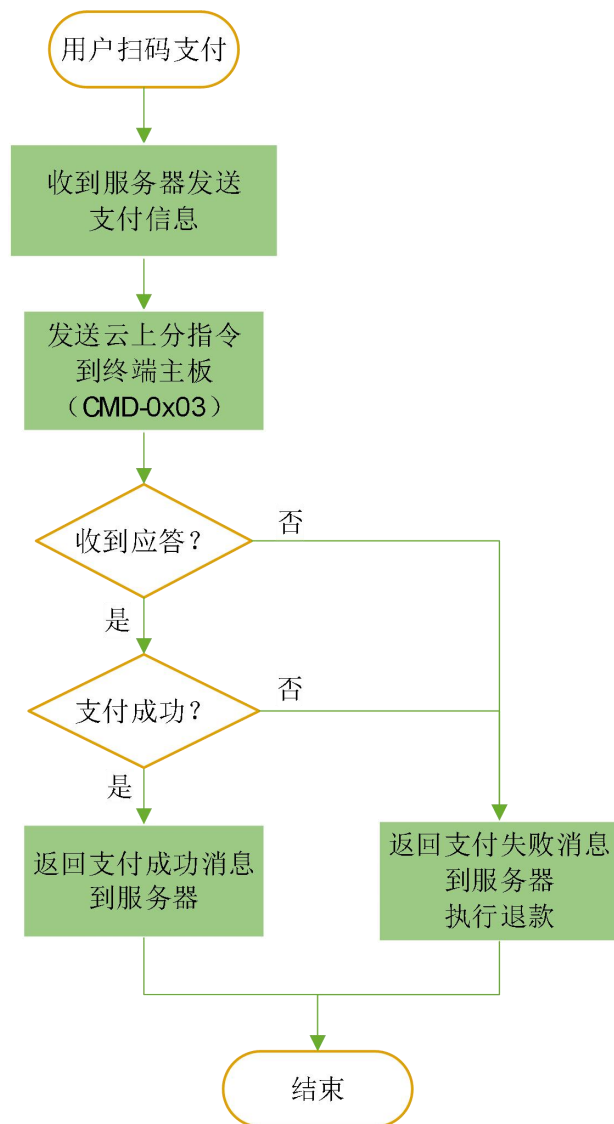 用户扫码支付
收到服务器发送
支付信息
发送云上分指令
到终端主板
（CMD-0x03）
收到应答？
否
是
支付成功？
否
是
返回支付成功消息
到服务器
返回支付失败消息
到服务器
执行退款
结束